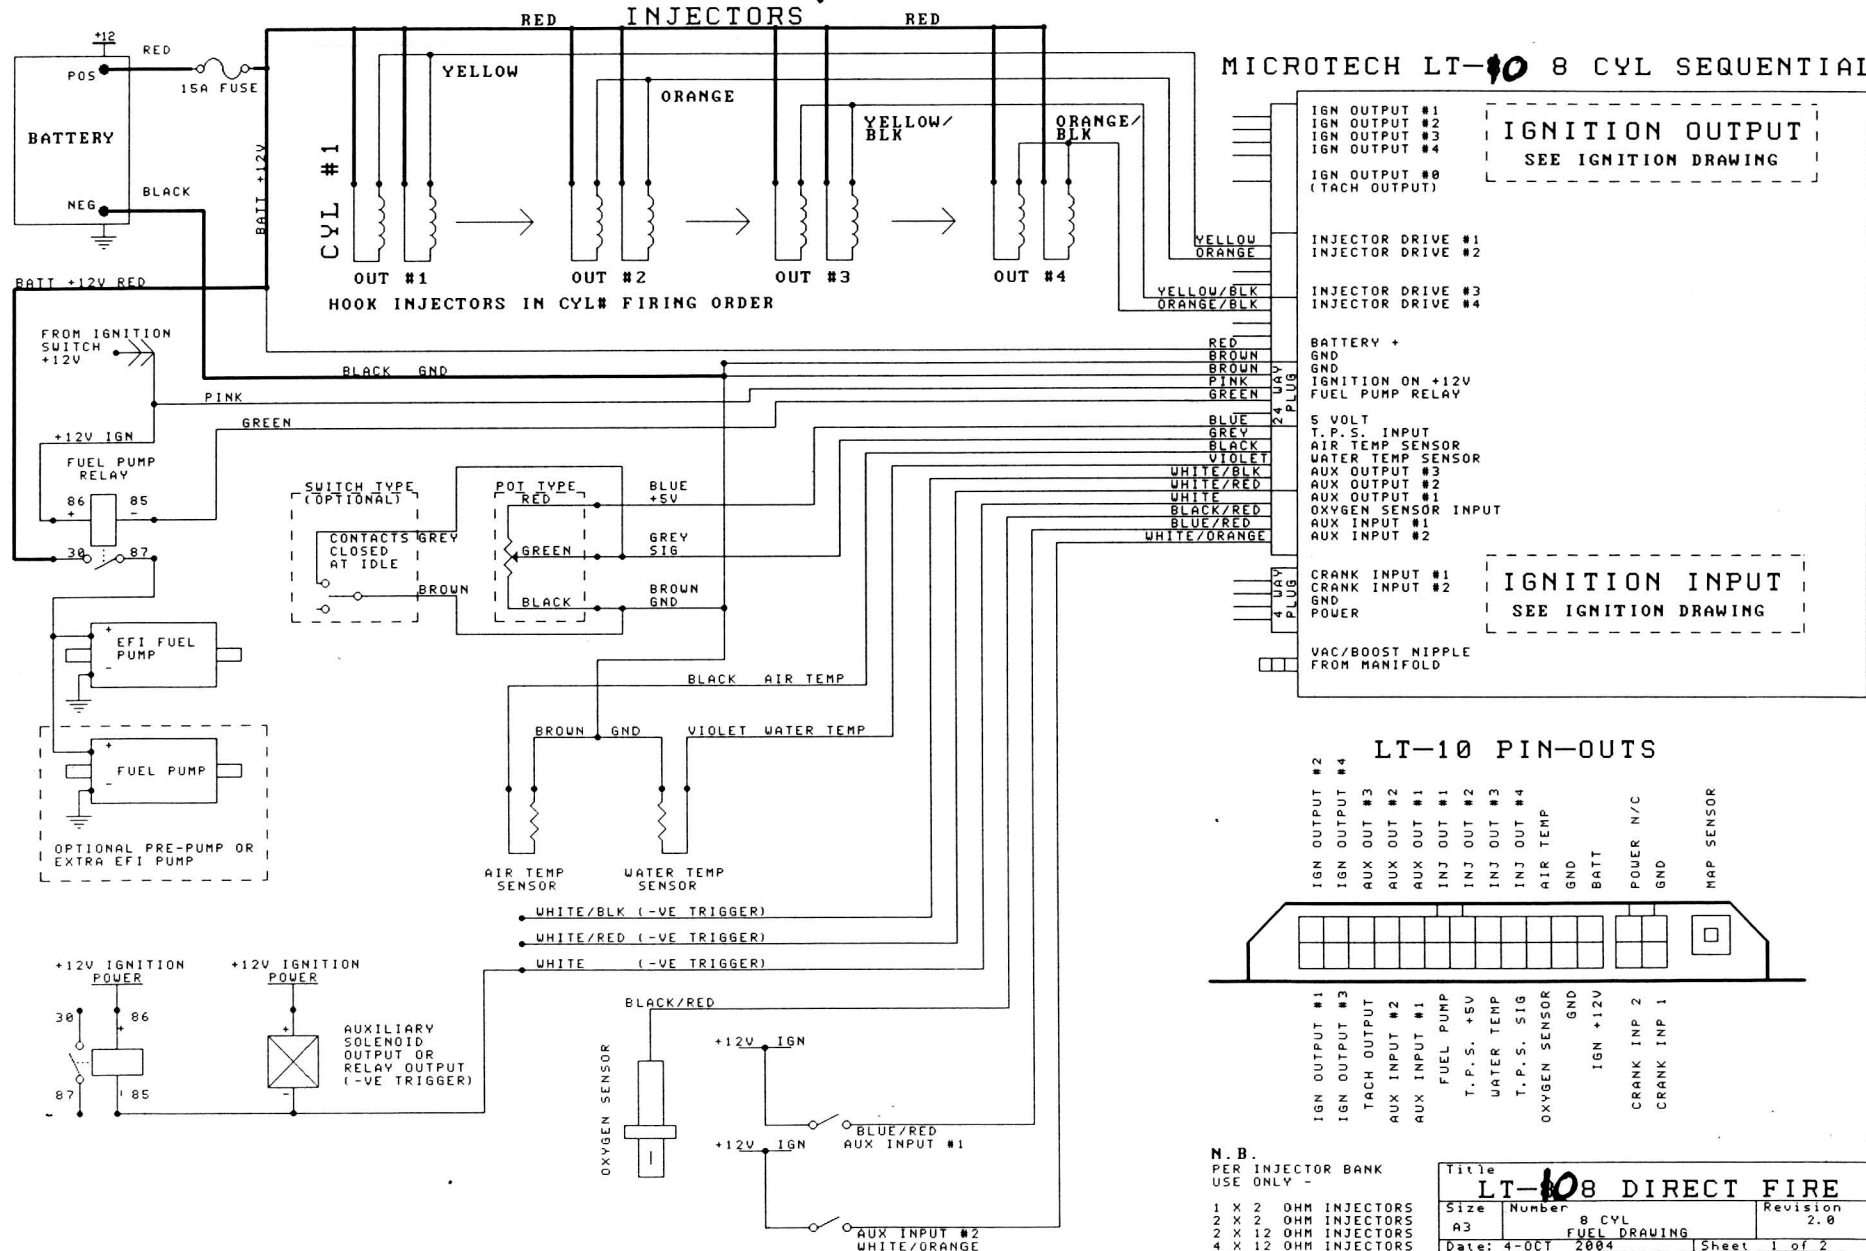 RED INJECTORS RED
+12
RED
POS
15A FUSE
BATTERY
BLACK
NEG
BATT +12V
YELLOW
ORANGE
YELLOW/
BLK
ORANGE/
BLK
CYL #1
OUT #1
OUT #2
OUT #3
OUT #4
HOOK INJECTORS IN CYL# FIRING ORDER
BATT +12V RED
FROM IGNITION
SWITCH
+12V
BLACK GND
PINK
GREEN
+12V IGN
FUEL PUMP
RELAY
86 85
+ -
30 87
EFI FUEL
PUMP
+
-
FUEL PUMP
+
-
OPTIONAL PRE-PUMP OR
EXTRA EFI PUMP
SWITCH TYPE
(OPTIONAL)
CONTACTS
CLOSED
AT IDLE
GREY
BROWN
POT TYPE
RED
GREEN
BLACK
BLUE
+5V
GREY
SIG
BROWN
GND
BLACK AIR TEMP
BROWN GND
VIOLET WATER TEMP
AIR TEMP
SENSOR
WATER TEMP
SENSOR
WHITE/BLK (-VE TRIGGER)
WHITE/RED (-VE TRIGGER)
WHITE (-VE TRIGGER)
+12V IGNITION
POWER
30 86
+
87 85
-
+12V IGNITION
POWER
+
-
AUXILIARY
SOLENOID
OUTPUT OR
RELAY OUTPUT
(-VE TRIGGER)
BLACK/RED
OXYGEN SENSOR
+12V IGN
BLUE/RED
AUX INPUT #1
+12V IGN
AUX INPUT #2
WHITE/ORANGE
MICROTECH LT-10 8 CYL SEQUENTIAL
IGN OUTPUT #1
IGN OUTPUT #2
IGN OUTPUT #3
IGN OUTPUT #4
IGN OUTPUT #0
(TACH OUTPUT)
IGNITION OUTPUT
SEE IGNITION DRAWING
YELLOW INJECTOR DRIVE #1
ORANGE INJECTOR DRIVE #2
YELLOW/BLK INJECTOR DRIVE #3
ORANGE/BLK INJECTOR DRIVE #4
RED BATTERY +
BROWN GND
BROWN GND
PINK IGNITION ON +12V
GREEN FUEL PUMP RELAY
24 WAY
PLUG
BLUE 5 VOLT
GREY T.P.S. INPUT
BLACK AIR TEMP SENSOR
VIOLET WATER TEMP SENSOR
WHITE/BLK AUX OUTPUT #3
WHITE/RED AUX OUTPUT #2
WHITE AUX OUTPUT #1
BLACK/RED OXYGEN SENSOR INPUT
BLUE/RED AUX INPUT #1
WHITE/ORANGE AUX INPUT #2
4 WAY
PLUG
CRANK INPUT #1
CRANK INPUT #2
GND
POWER
IGNITION INPUT
SEE IGNITION DRAWING
VAC/BOOST NIPPLE
FROM MANIFOLD
LT-10 PIN-OUTS
IGN OUTPUT #2
IGN OUTPUT #4
AUX OUT #3
AUX OUT #2
AUX OUT #1
INJ OUT #1
INJ OUT #2
INJ OUT #3
INJ OUT #4
AIR TEMP
GND
BATT
POWER N/C
GND
MAP SENSOR
IGN OUTPUT #1
IGN OUTPUT #3
TACH OUTPUT
AUX INPUT #2
AUX INPUT #1
FUEL PUMP
T.P.S. +5V
WATER TEMP
T.P.S. SIG
OXYGEN SENSOR
GND
IGN +12V
CRANK INP 2
CRANK INP 1
N.B.
PER INJECTOR BANK
USE ONLY -
1 X 2 OHM INJECTORS
2 X 2 OHM INJECTORS
2 X 12 OHM INJECTORS
4 X 12 OHM INJECTORS
Title
LT-108 DIRECT FIRE
Size Number Revision
A3 8 CYL 2.0
FUEL DRAWING
Date: 4-OCT 2004 Sheet 1 of 2